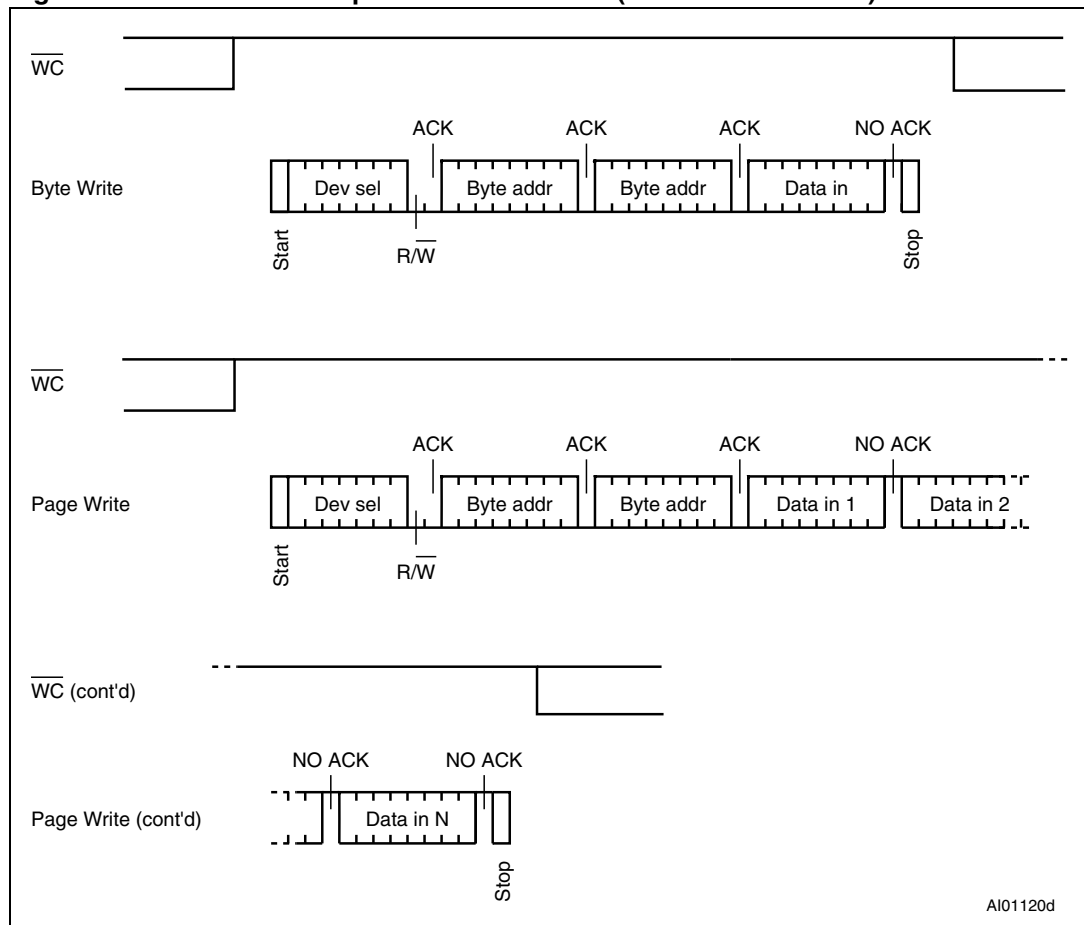 WC
ACK ACK ACK NO ACK
Byte Write Dev sel Byte addr Byte addr Data in
Start R/W Stop
WC
ACK ACK ACK NO ACK
Page Write Dev sel Byte addr Byte addr Data in 1 Data in 2
Start R/W
WC (cont'd)
NO ACK NO ACK
Page Write (cont'd) Data in N
Stop
AI01120d